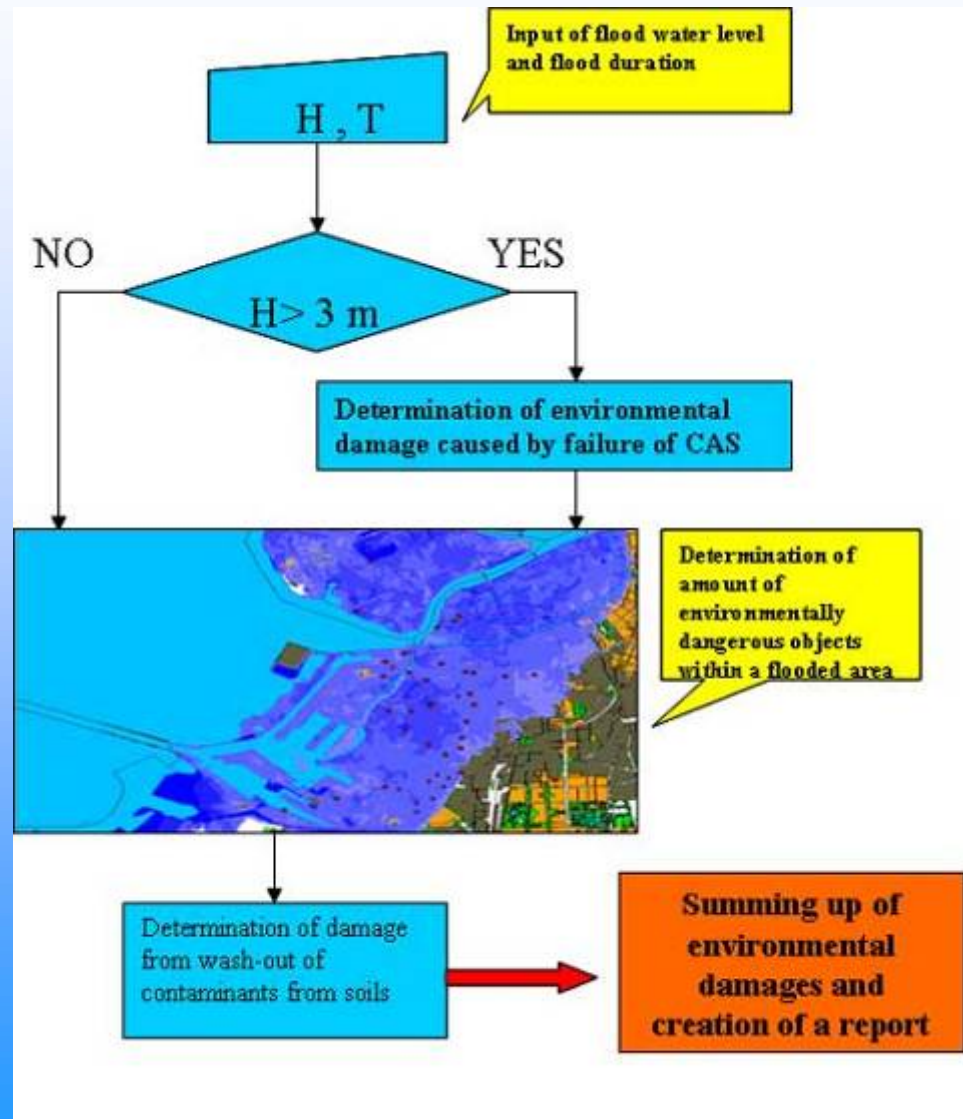 Input of flood water level
and flood duration
H , T
NO
YES
H> 3 m
Determination of environmental
damage caused by failure of CAS
Determination of
amount of
environmentally
dangerous objects
within a flooded area
Determination of damage
from wash-out of
contaminants from soils
Summing up of
environmental
damages and
creation of a report